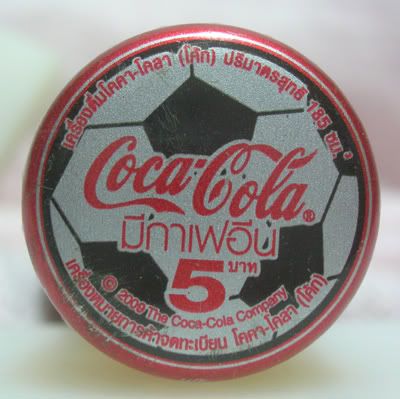 เครื่องดื่มโคคา-โคลา (โค้ก) ปริมาตรสุทธิ 185 ซม.³
Coca-Cola®
มีกาเฟอีน
5 บาท
© 2009 The Coca-Cola Company
เครื่องหมายการค้าจดทะเบียน โคคา-โคลา (โค้ก)